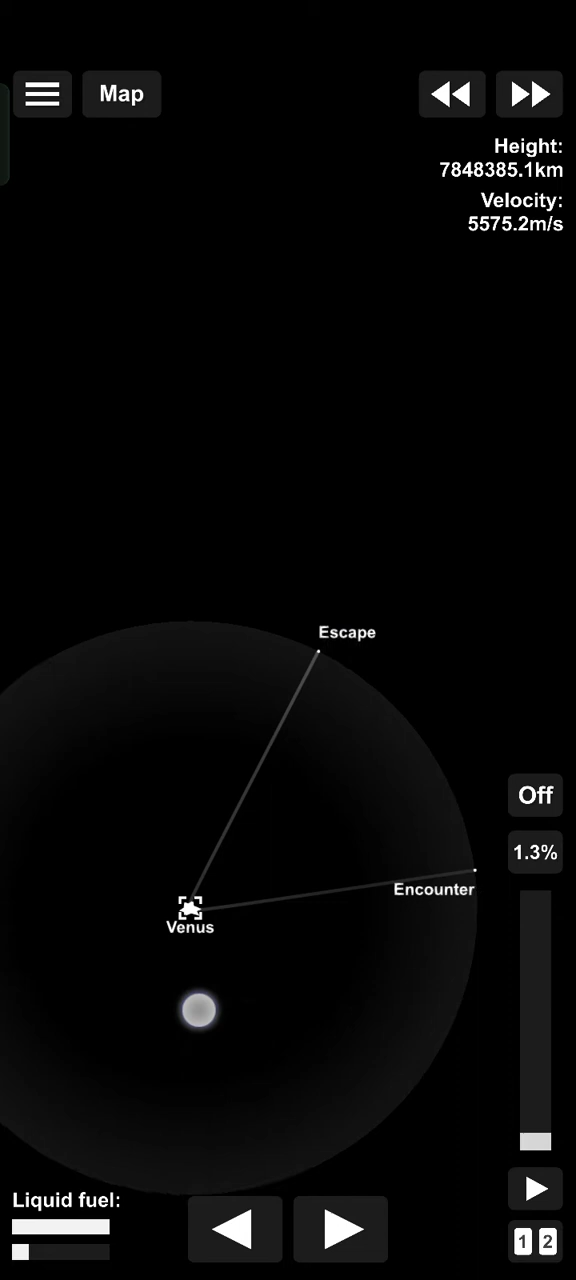 Map
Height:
7848385.1km
Velocity:
5575.2m/s
Escape
Off
1.3%
Encounter
Venus
Liquid fuel:
1 2